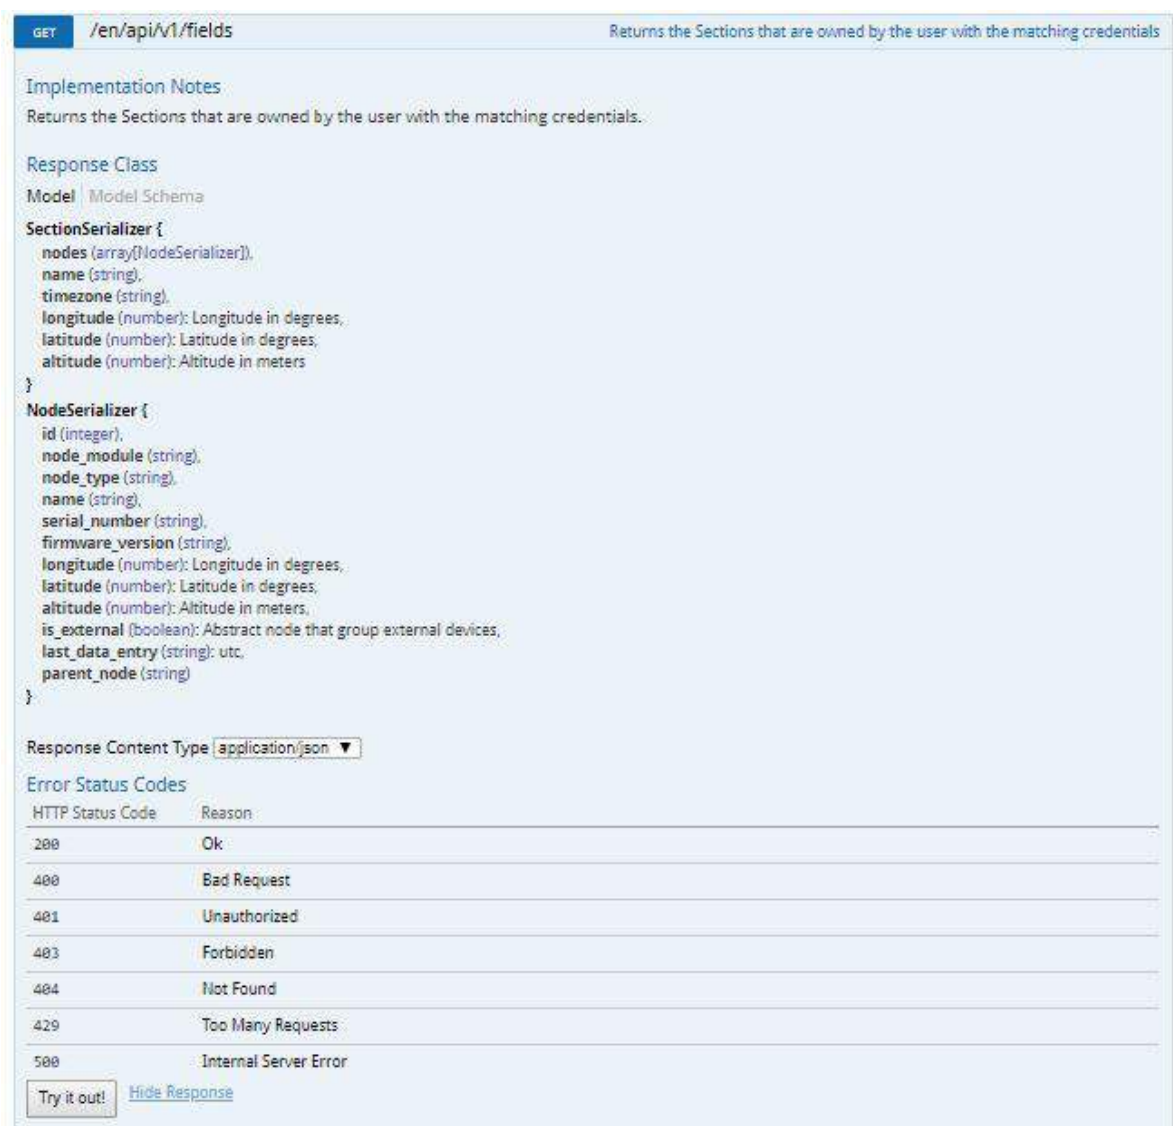 GET /en/api/v1/fields Returns the Sections that are owned by the user with the matching credentials
Implementation Notes
Returns the Sections that are owned by the user with the matching credentials.
Response Class
Model Model Schema
SectionSerializer {
nodes (array[NodeSerializer]),
name (string),
timezone (string),
longitude (number): Longitude in degrees,
latitude (number): Latitude in degrees,
altitude (number): Altitude in meters
}
NodeSerializer {
id (integer),
node_module (string),
node_type (string),
name (string),
serial_number (string),
firmware_version (string),
longitude (number): Longitude in degrees,
latitude (number): Latitude in degrees,
altitude (number): Altitude in meters,
is_external (boolean): Abstract node that group external devices,
last_data_entry (string): utc,
parent_node (string)
}
Response Content Type application/json ▼
Error Status Codes
HTTP Status Code Reason
200 Ok
400 Bad Request
401 Unauthorized
403 Forbidden
404 Not Found
429 Too Many Requests
500 Internal Server Error
Try it out! Hide Response